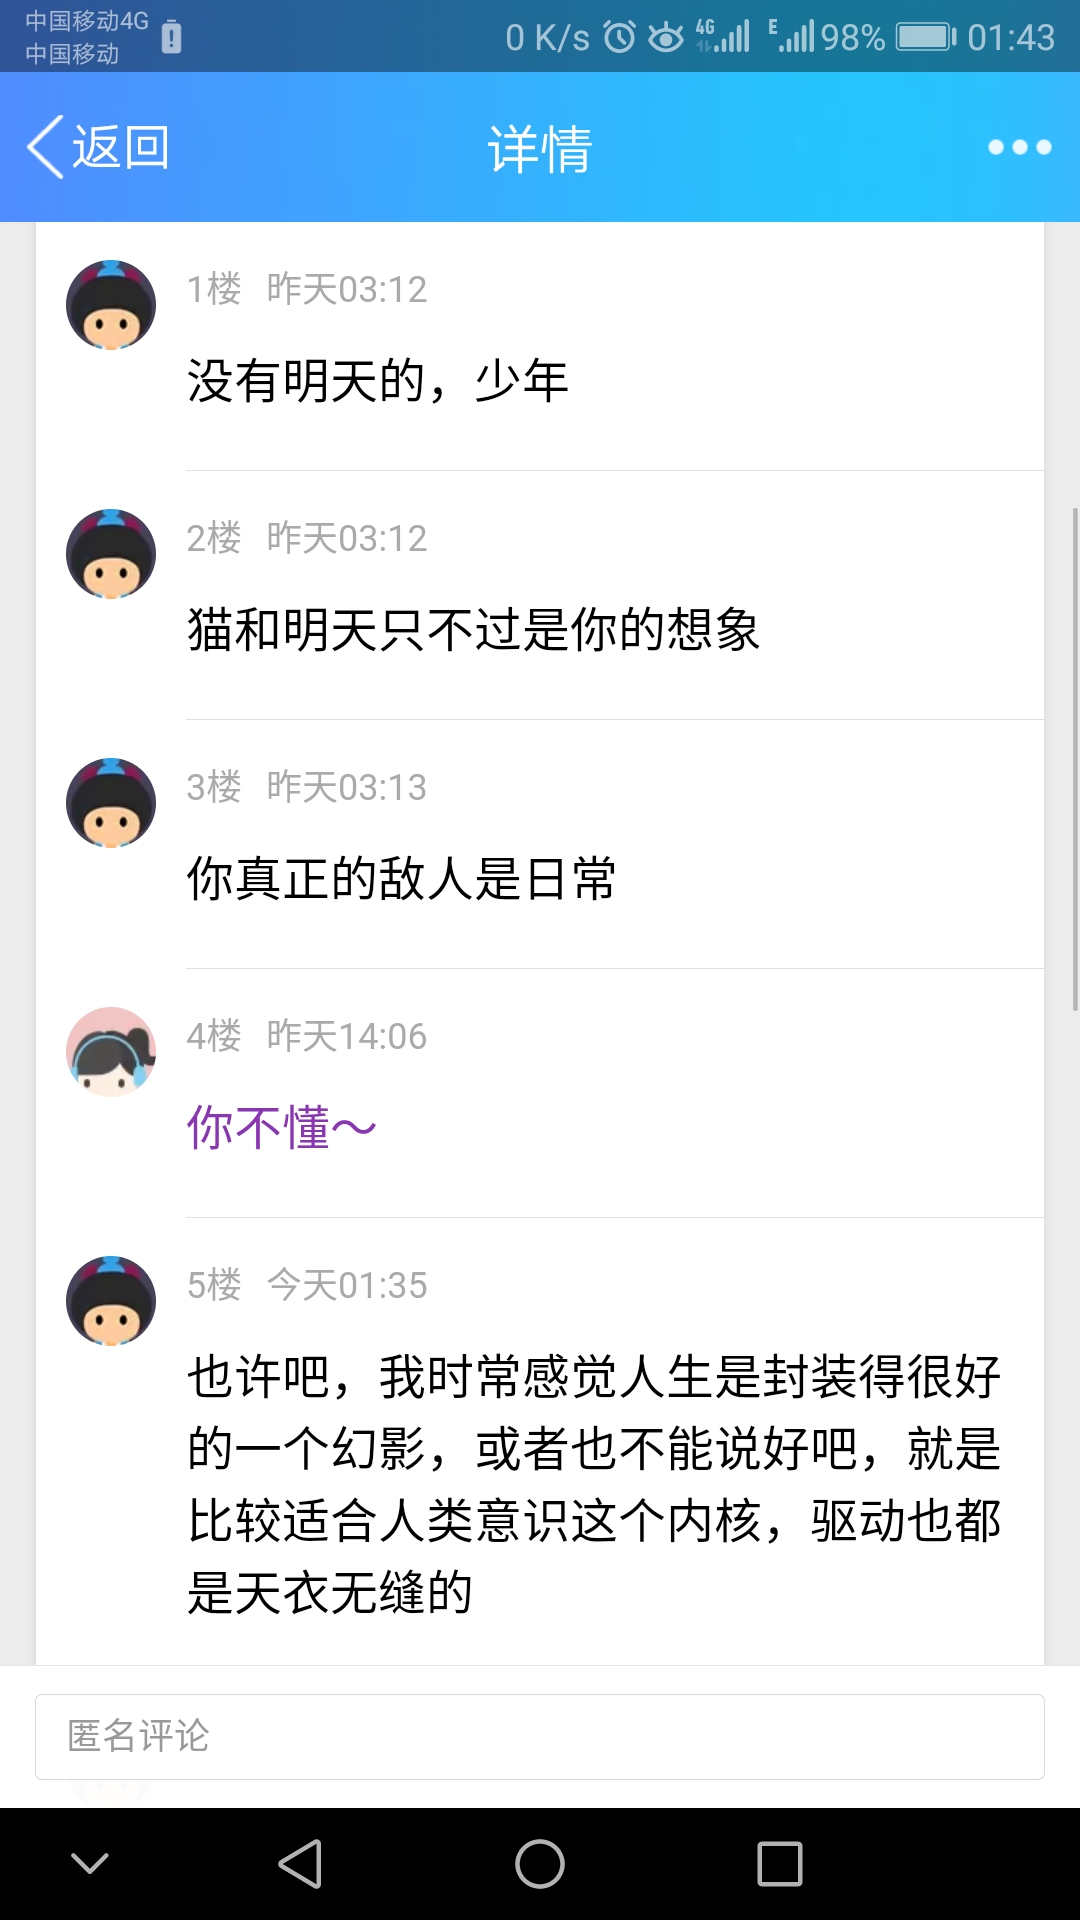 中国移动4G
中国移动
0 K/s 4G E 98% 01:43
返回 详情
1楼 昨天03:12
没有明天的，少年
2楼 昨天03:12
猫和明天只不过是你的想象
3楼 昨天03:13
你真正的敌人是日常
4楼 昨天14:06
你不懂～
5楼 今天01:35
也许吧，我时常感觉人生是封装得很好
的一个幻影，或者也不能说好吧，就是
比较适合人类意识这个内核，驱动也都
是天衣无缝的
匿名评论